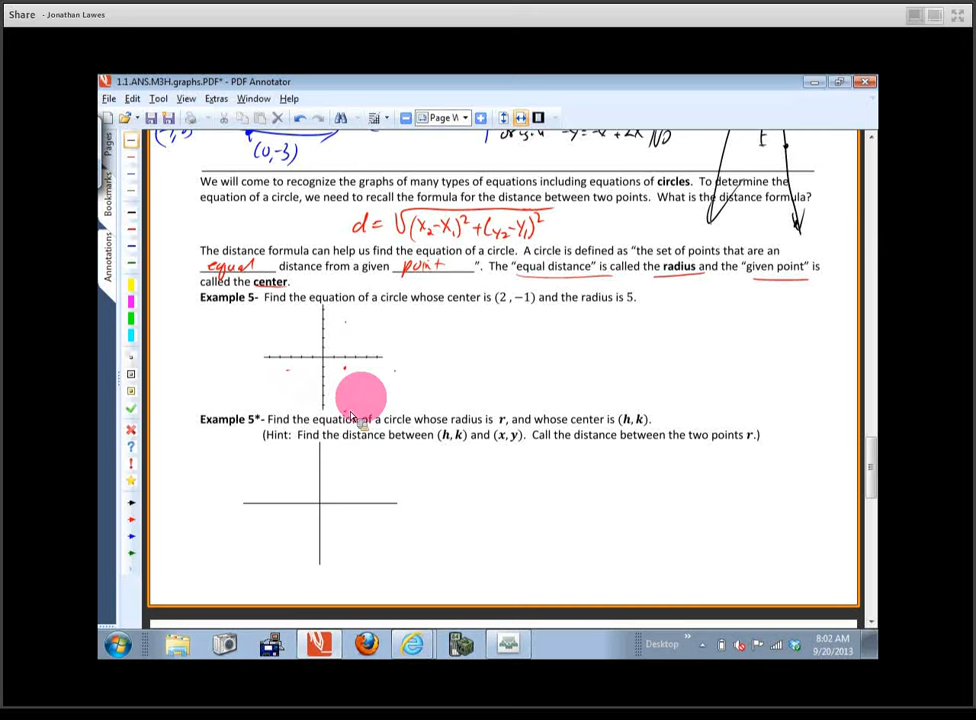 Share - Jonathan Lawes
1.1.ANS.M3H.graphs.PDF* - PDF Annotator
File Edit Tool View Extras Window Help
Page W
Pages
Bookmarks
Annotations
(0,-3)
NO
We will come to recognize the graphs of many types of equations including equations of circles. To determine the
equation of a circle, we need to recall the formula for the distance between two points. What is the distance formula?
d = √(x₂-x₁)² + (y₂-y₁)²
The distance formula can help us find the equation of a circle. A circle is defined as "the set of points that are an
equal distance from a given point ". The "equal distance" is called the radius and the "given point" is
called the center.
Example 5- Find the equation of a circle whose center is (2 ,−1) and the radius is 5.
Example 5*- Find the equation of a circle whose radius is r, and whose center is (h, k).
(Hint: Find the distance between (h, k) and (x, y). Call the distance between the two points r.)
Desktop
8:02 AM
9/20/2013